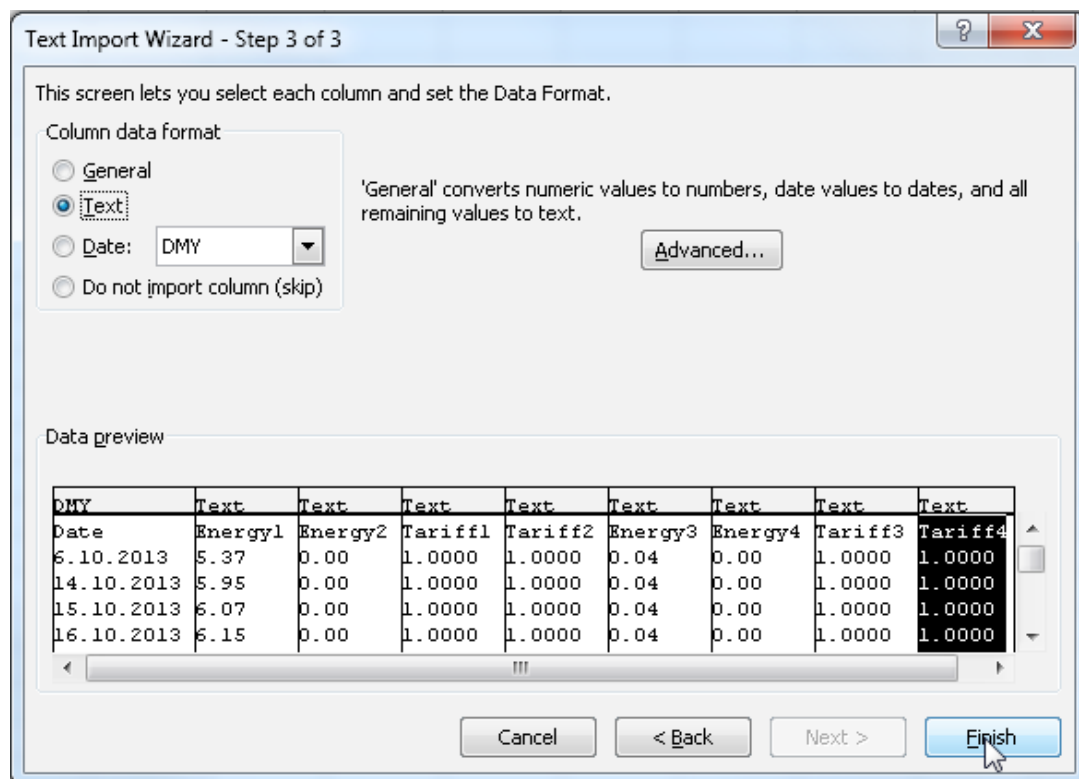 Text Import Wizard - Step 3 of 3
This screen lets you select each column and set the Data Format.
Column data format
General
Text
Date: DMY
Do not import column (skip)
'General' converts numeric values to numbers, date values to dates, and all
remaining values to text.
Advanced...
Data preview
DMY Text Text Text Text Text Text Text Text
Date Energy1 Energy2 Tariff1 Tariff2 Energy3 Energy4 Tariff3 Tariff4
6.10.2013 5.37 0.00 1.0000 1.0000 0.04 0.00 1.0000 1.0000
14.10.2013 5.95 0.00 1.0000 1.0000 0.04 0.00 1.0000 1.0000
15.10.2013 6.07 0.00 1.0000 1.0000 0.04 0.00 1.0000 1.0000
16.10.2013 6.15 0.00 1.0000 1.0000 0.04 0.00 1.0000 1.0000
Cancel < Back Next > Finish